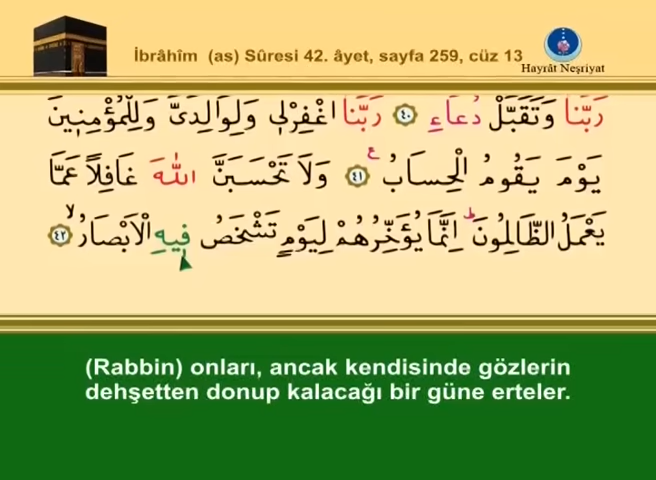 İbrâhîm (as) Sûresi 42. âyet, sayfa 259, cüz 13
Hayrât Neşriyat
رَبَّنَا وَتَقَبَّلْ دُعَاءِ ﴿٤٠﴾ رَبَّنَا اغْفِرْلِى وَلِوَالِدَىَّ وَلِلْمُؤْمِنِينَ
يَوْمَ يَقُومُ الْحِسَابُ ع ﴿٤١﴾ وَلَا تَحْسَبَنَّ اللّٰهَ غَافِلاً عَمَّا
يَعْمَلُ الظَّالِمُونَ ط اِنَّمَا يُؤَخِّرُهُمْ لِيَوْمٍ تَشْخَصُ فِيهِ الْاَبْصَارُ لا ﴿٤٢﴾
(Rabbin) onları, ancak kendisinde gözlerin
dehşetten donup kalacağı bir güne erteler.